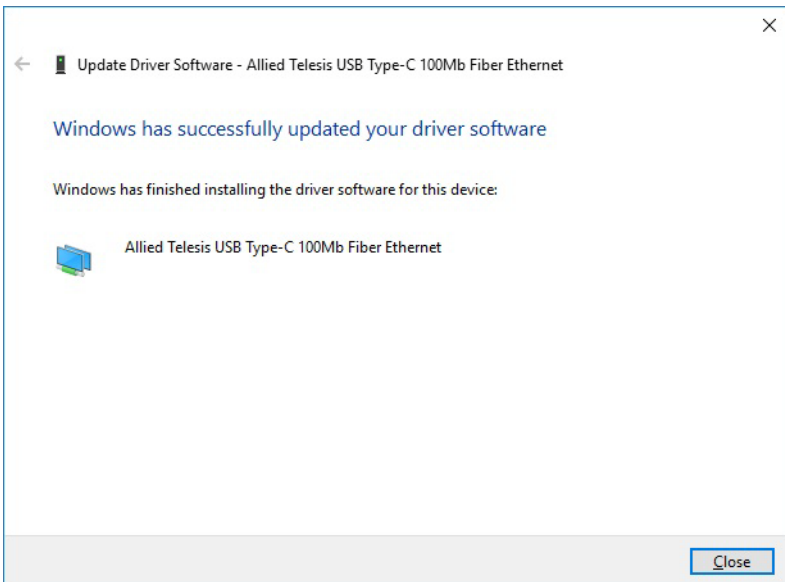 Update Driver Software - Allied Telesis USB Type-C 100Mb Fiber Ethernet
Windows has successfully updated your driver software
Windows has finished installing the driver software for this device:
Allied Telesis USB Type-C 100Mb Fiber Ethernet
Close